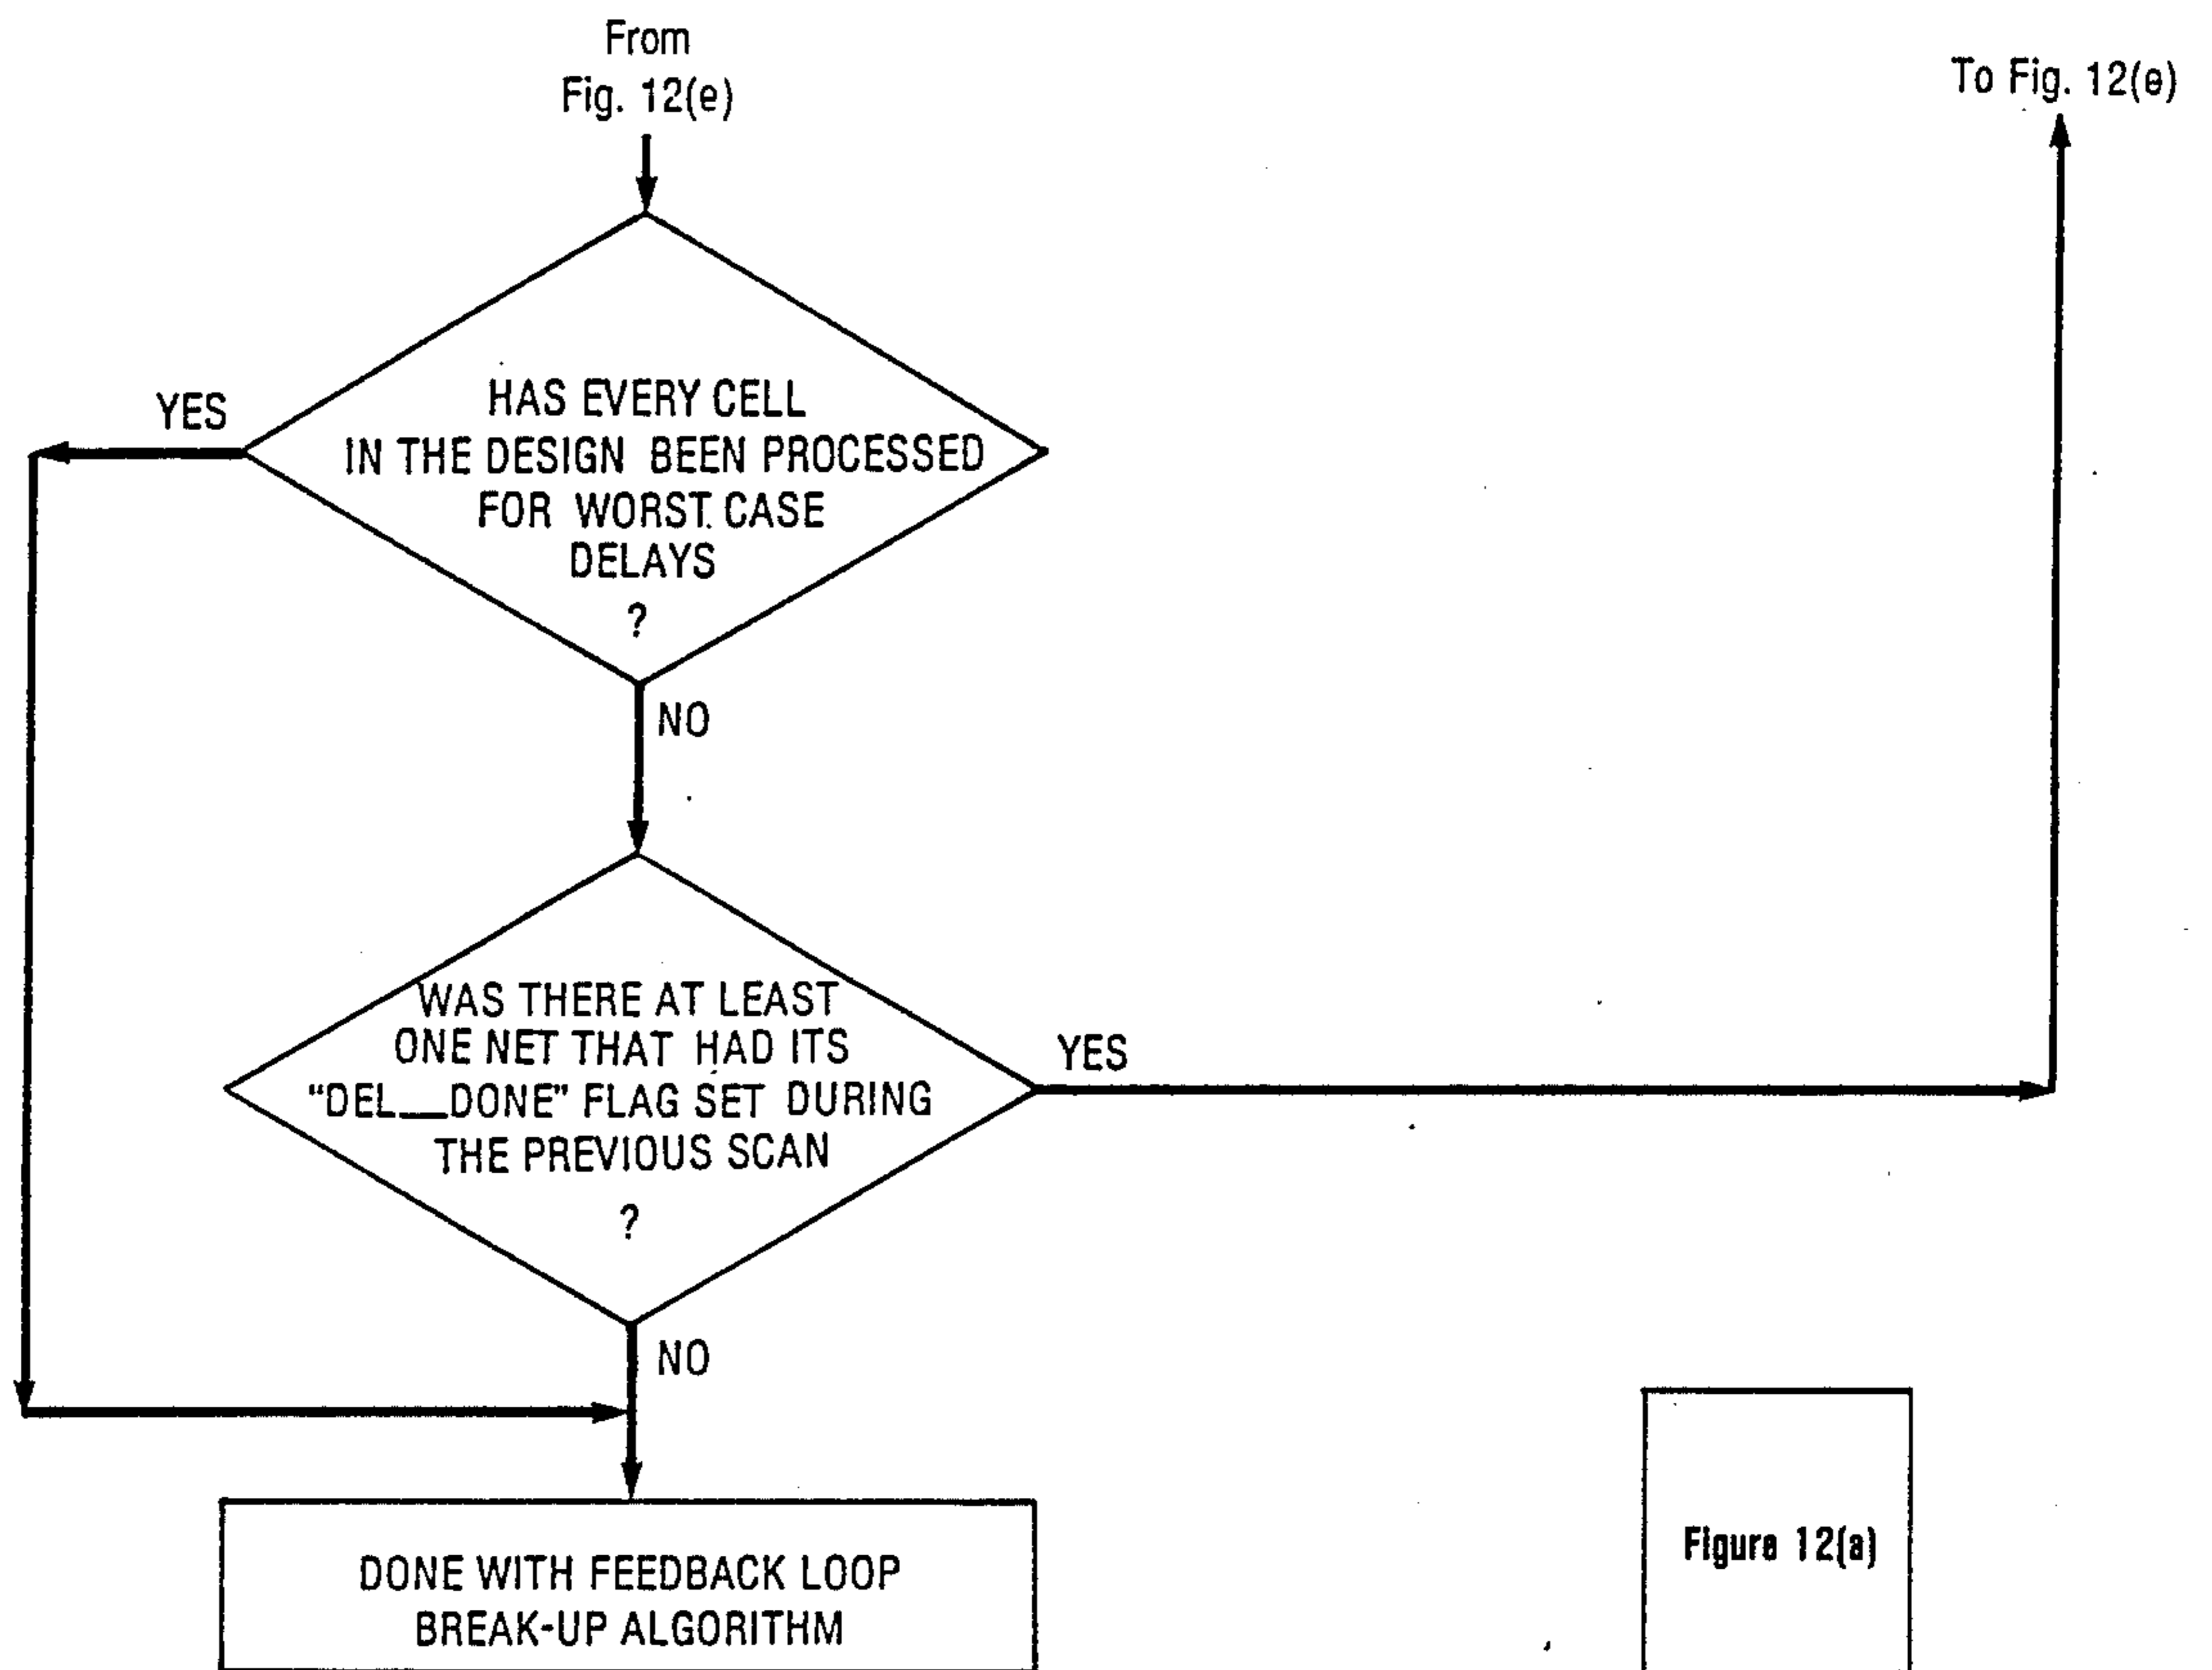 From
Fig. 12(e)
To Fig. 12(e)
HAS EVERY CELL
IN THE DESIGN BEEN PROCESSED
FOR WORST CASE
DELAYS
?
YES
NO
WAS THERE AT LEAST
ONE NET THAT HAD ITS
"DEL__DONE" FLAG SET DURING
THE PREVIOUS SCAN
?
YES
NO
DONE WITH FEEDBACK LOOP
BREAK-UP ALGORITHM
Figure 12(a)